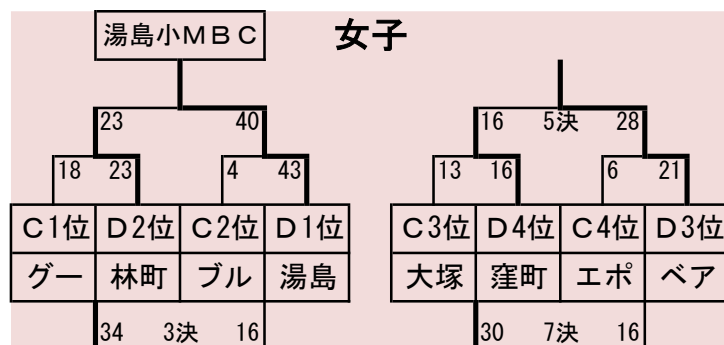 湯島小ＭＢＣ 女子
23 40 16 5決 28
18 23 4 43 13 16 6 21
Ｃ1位 Ｄ2位 Ｃ2位 Ｄ1位 Ｃ3位 Ｄ4位 Ｃ4位 Ｄ3位
グー 林町 ブル 湯島 大塚 窪町 エポ ベア
34 3決 16 30 7決 16